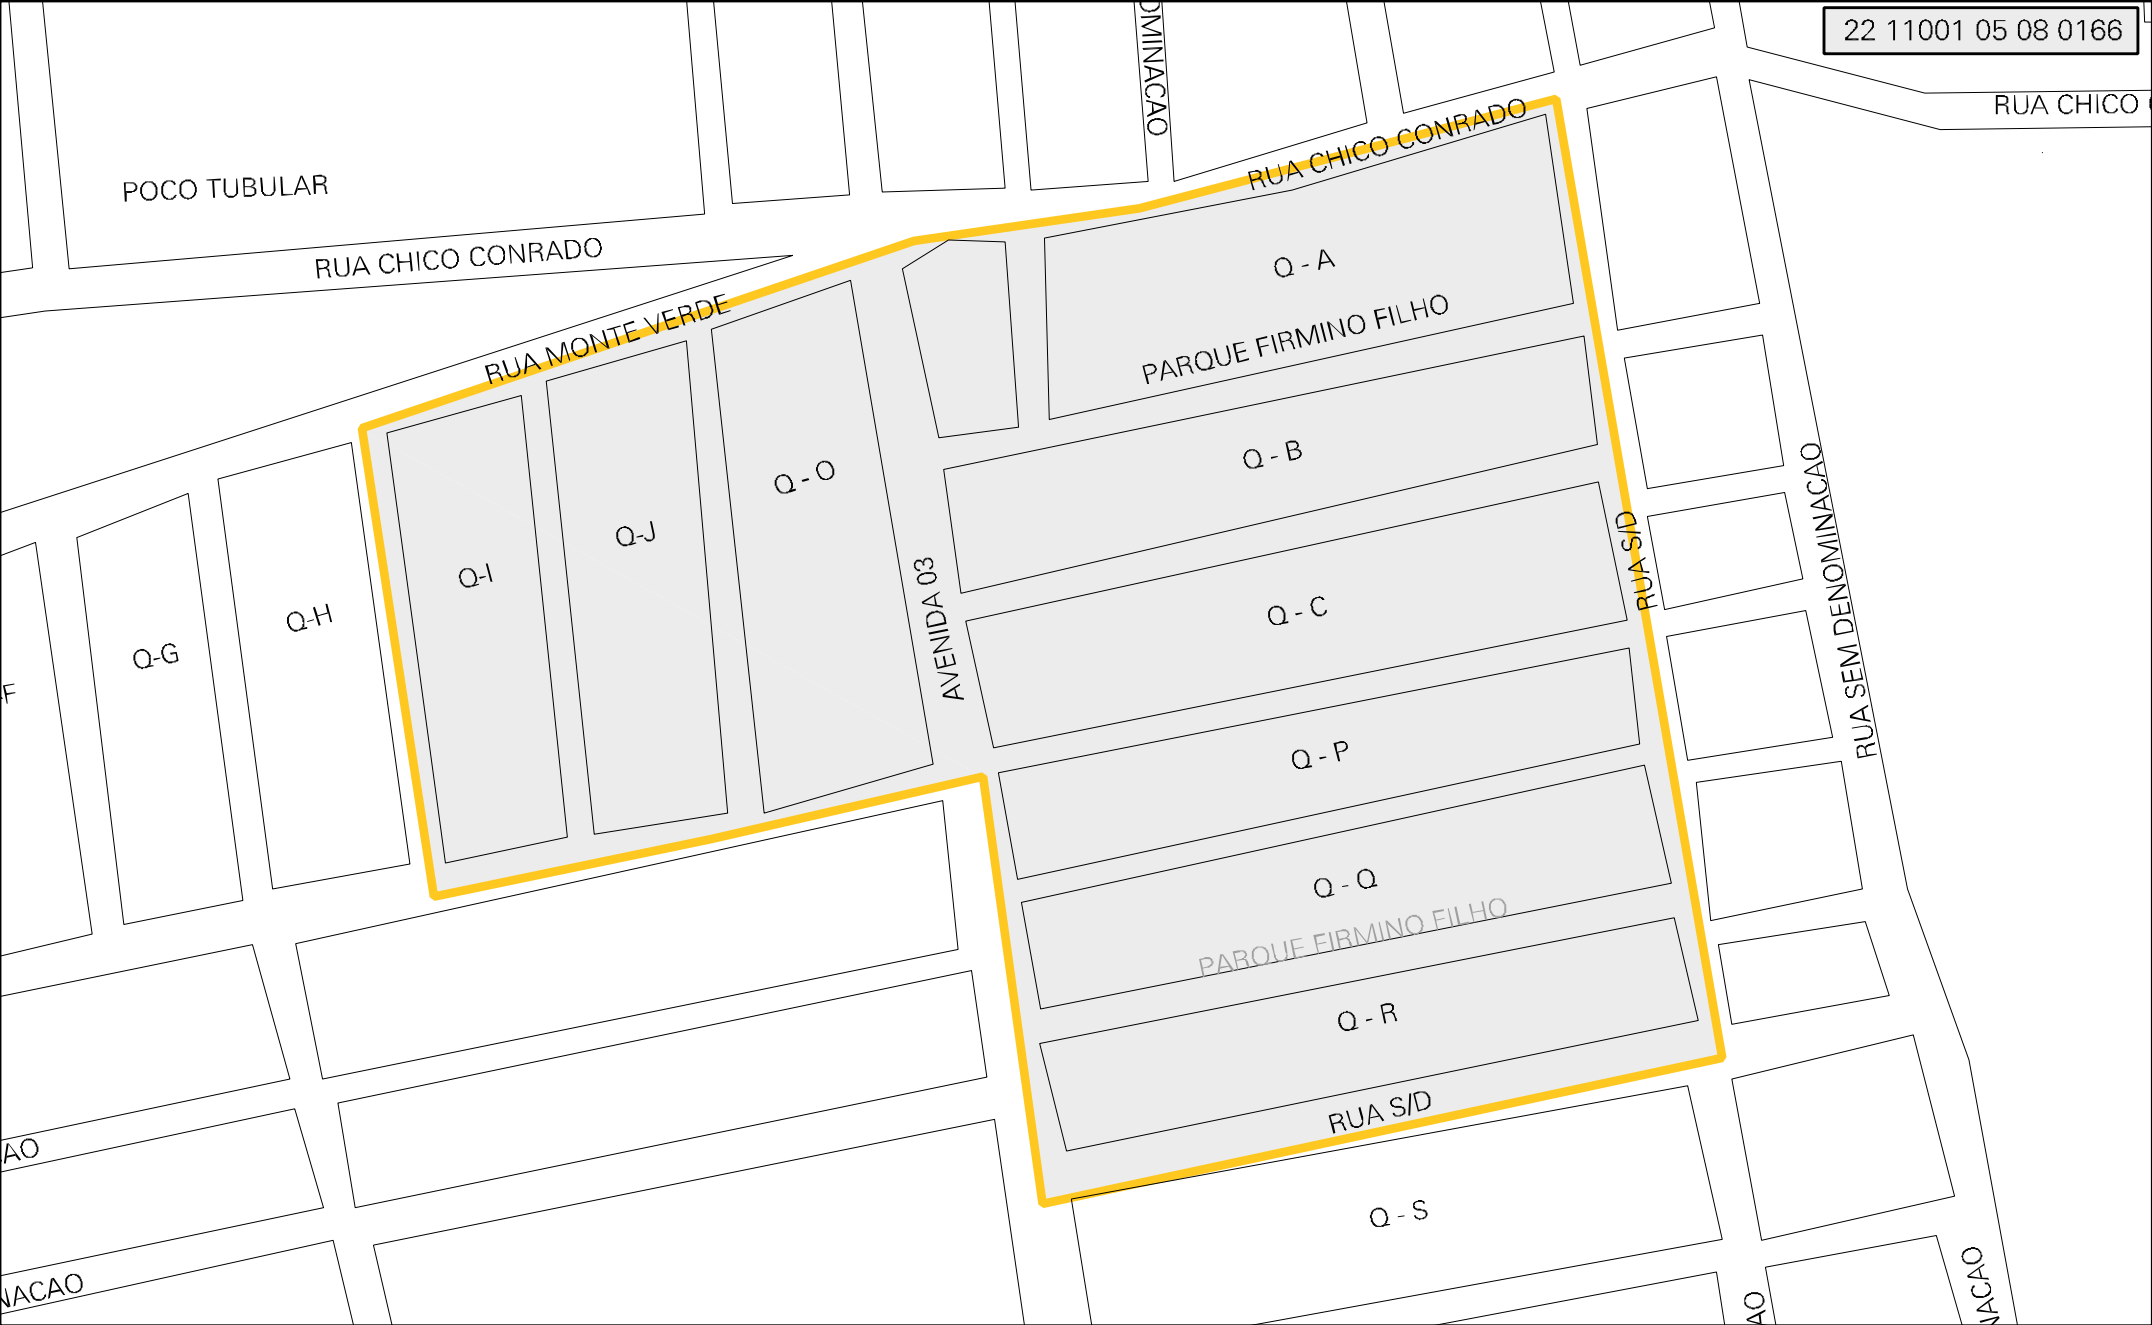 OMINACAO
22 11001 05 08 0166
RUA CHICO
POCO TUBULAR
RUA CHICO CONRADO
RUA CHICO CONRADO
RUA MONTE VERDE
Q - A
PARQUE FIRMINO FILHO
Q - B
Q - O
Q-J
Q-I
Q-H
Q-G
-F
AVENIDA 03
Q - C
RUA S/D
RUA SEM DENOMINACAO
Q - P
Q - Q
PARQUE FIRMINO FILHO
Q - R
RUA S/D
Q - S
AO
NACAO
AO
NACAO